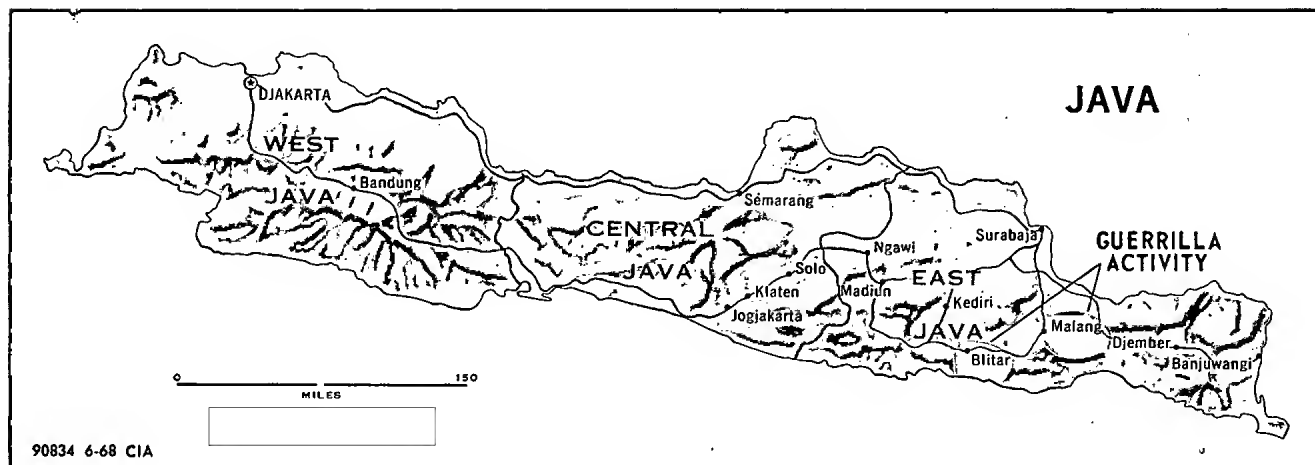 JAVA
DJAKARTA
WEST
JAVA
Bandung
CENTRAL
JAVA
Semarang
Solo
Klaten
Jogjakarta
Ngawi
Madiun
EAST
JAVA
Kediri
Blitar
Surabaja
GUERRILLA
ACTIVITY
Malang
Djember
Banjuwangi
0 150
MILES
90834 6-68 CIA